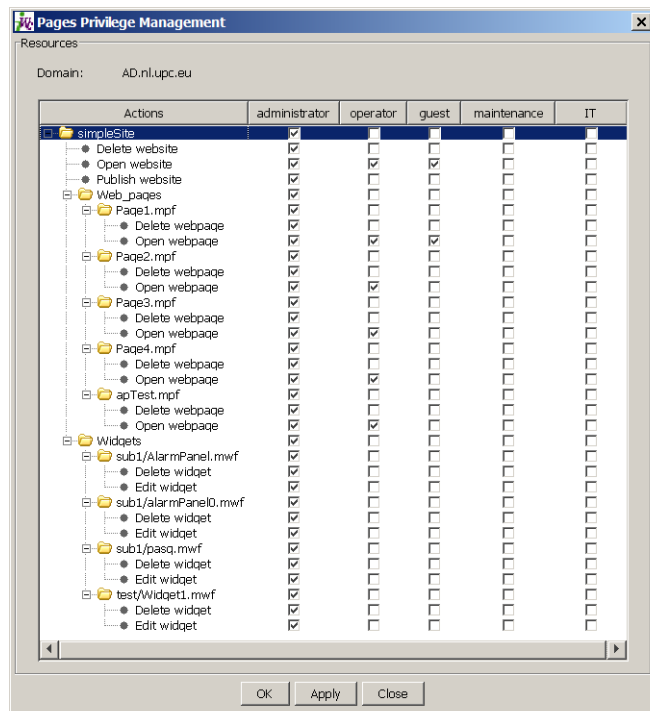 Pages Privilege Management
Resources
Domain: AD.nl.upc.eu
Actions administrator operator guest maintenance IT
simpleSite
Delete website
Open website
Publish website
Web_pages
Page1.mpf
Delete webpage
Open webpage
Page2.mpf
Delete webpage
Open webpage
Page3.mpf
Delete webpage
Open webpage
Page4.mpf
Delete webpage
Open webpage
apTest.mpf
Delete webpage
Open webpage
Widgets
sub1/AlarmPanel.mwf
Delete widget
Edit widget
sub1/alarmPanel0.mwf
Delete widget
Edit widget
sub1/pasq.mwf
Delete widget
Edit widget
test/Widget1.mwf
Delete widget
Edit widget
OK Apply Close